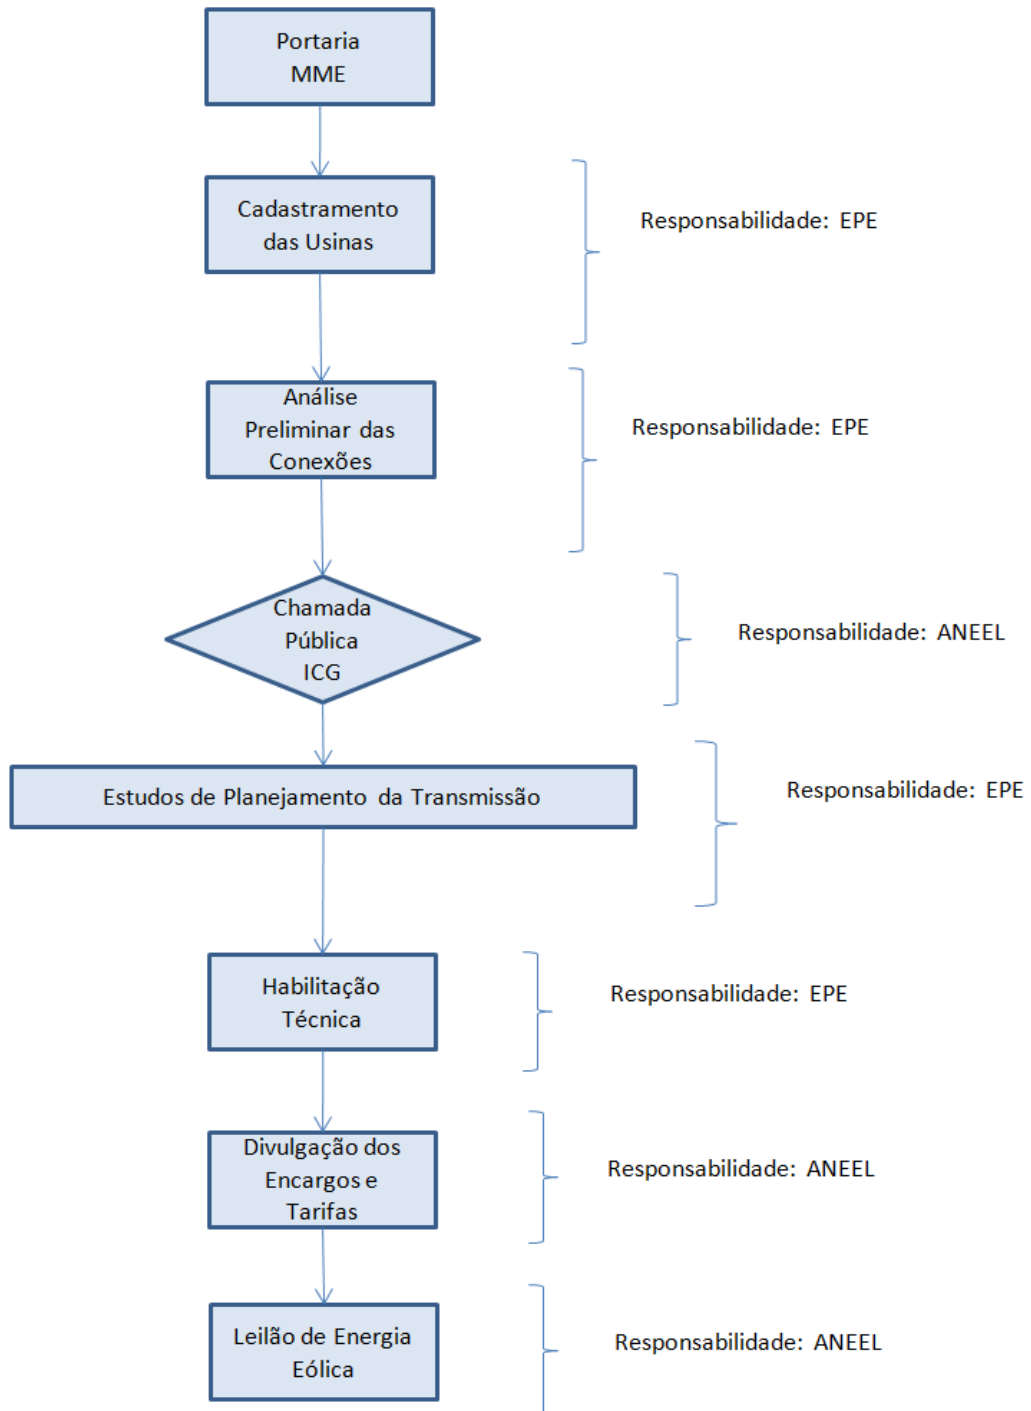 Portaria
MME
Cadastramento
das Usinas
Responsabilidade: EPE
Análise
Preliminar das
Conexões
Responsabilidade: EPE
Chamada
Pública
ICG
Responsabilidade: ANEEL
Estudos de Planejamento da Transmissão
Responsabilidade: EPE
Habilitação
Técnica
Responsabilidade: EPE
Divulgação dos
Encargos e
Tarifas
Responsabilidade: ANEEL
Leilão de Energia
Eólica
Responsabilidade: ANEEL